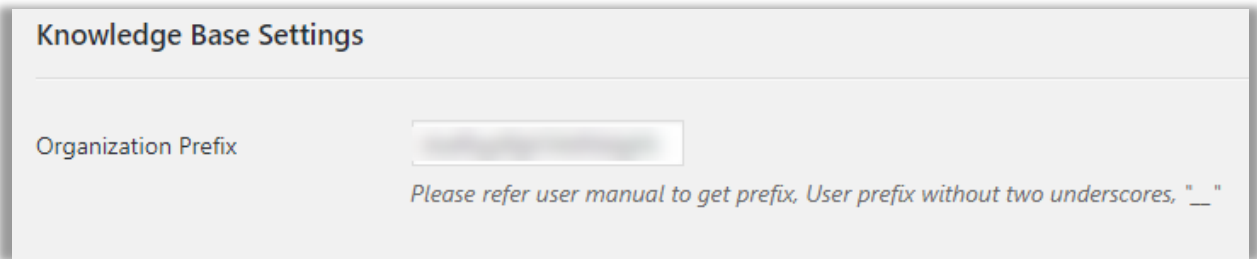 Knowledge Base Settings
Organization Prefix
Please refer user manual to get prefix, User prefix without two underscores, "__"